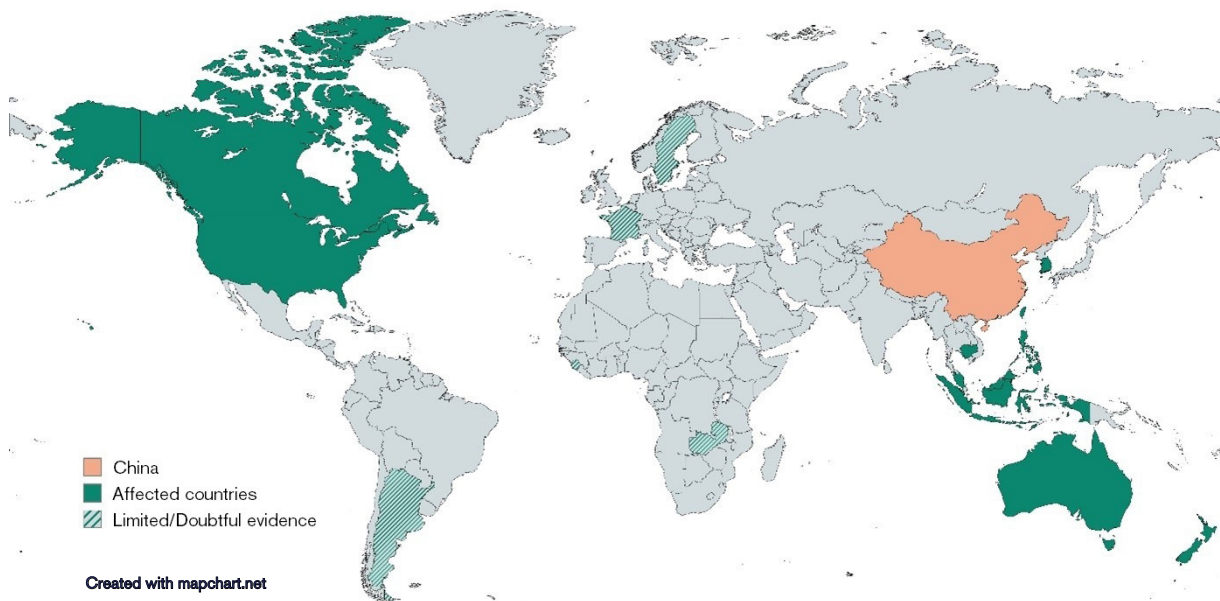 China
Affected countries
Limited/Doubtful evidence
Created with mapchart.net